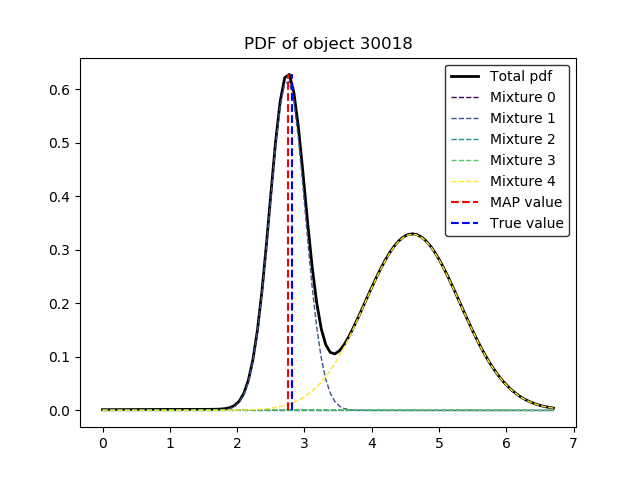 PDF of object 30018
Total pdf
Mixture 0
Mixture 1
Mixture 2
Mixture 3
Mixture 4
MAP value
True value
0.6
0.5
0.4
0.3
0.2
0.1
0.0
0 1 2 3 4 5 6 7